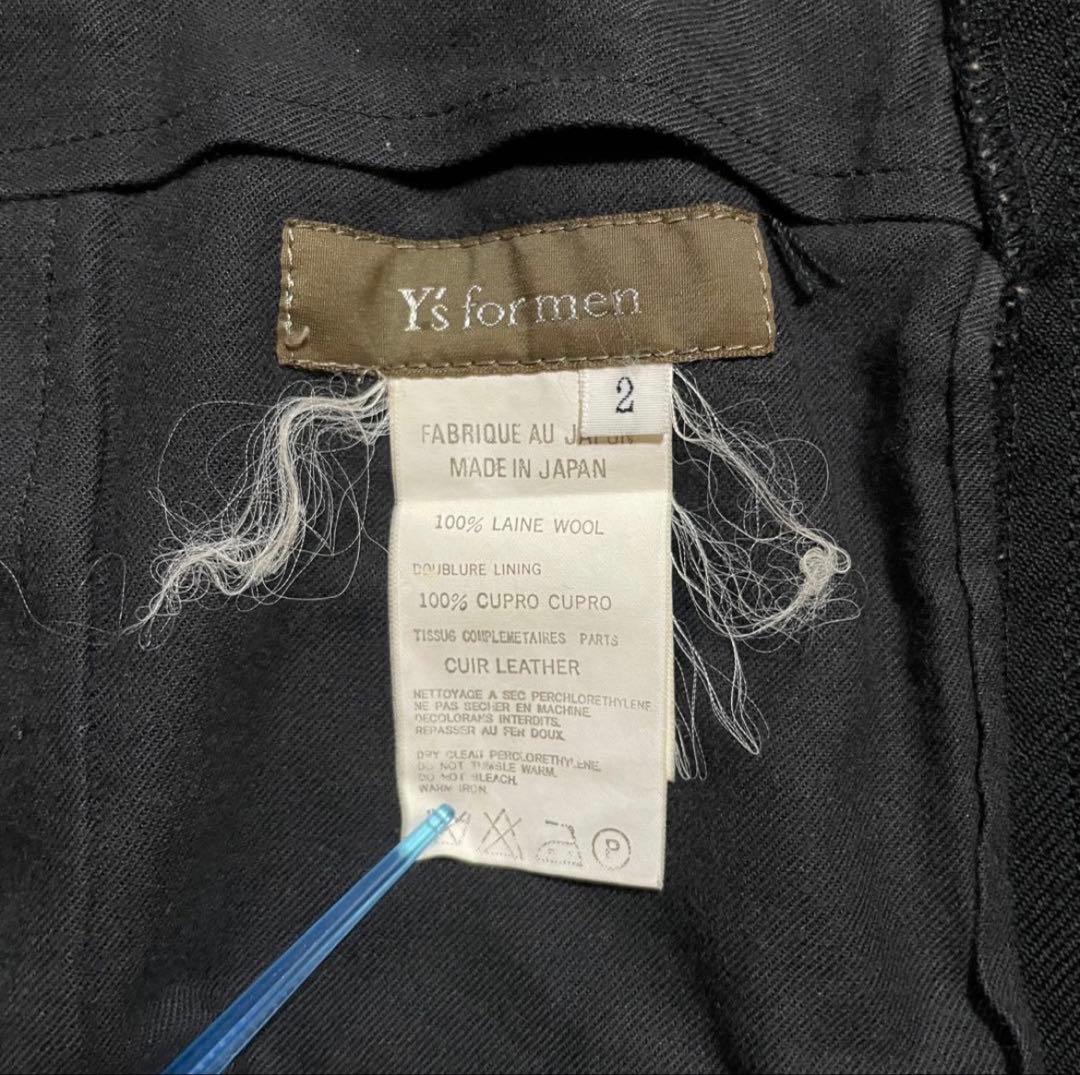 Y's for men
2
FABRIQUE AU JAPON
MADE IN JAPAN
100% LAINE WOOL
DOUBLURE LINING
100% CUPRO CUPRO
TISSUS COMPLEMETAIRES PARTS
CUIR LEATHER
NETTOYAGE A SEC PERCHLORETHYLENE
NE PAS SECHER EN MACHINE
DECOLORANS INTERDITS.
REPASSER AU FER DOUX.
DRY CLEAN PERCLORETHYLENE
DO NOT TUMBLE WARM.
DO NOT BLEACH.
WARM IRON.
P